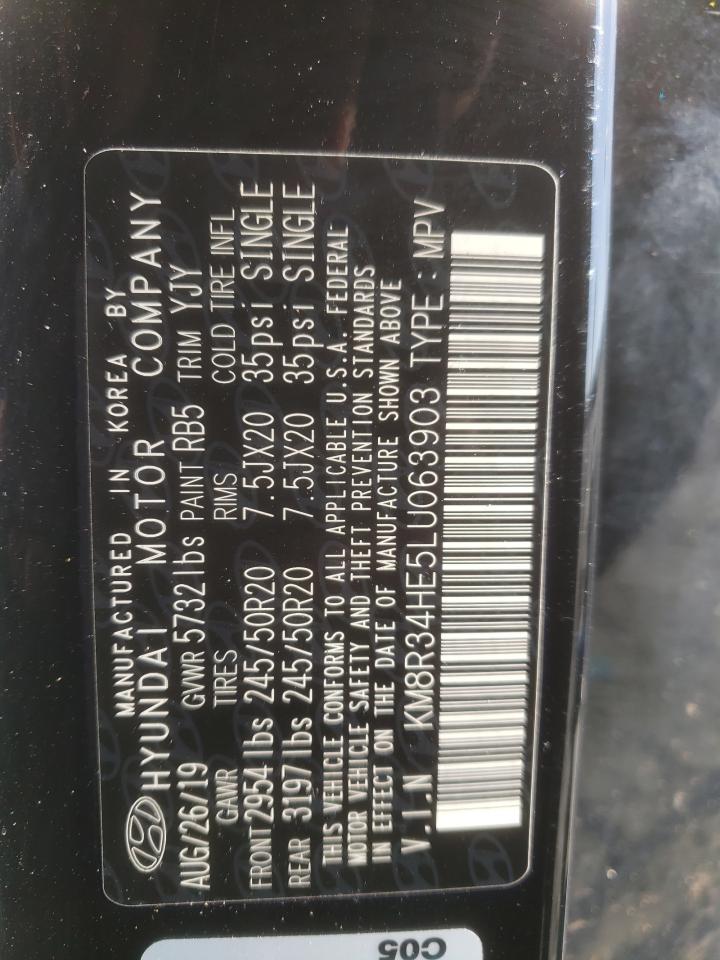 MANUFACTURED IN KOREA BY
HYUNDAI MOTOR COMPANY
AUG/26/19 GVWR 5732 lbs PAINT RB5 TRIM YJY
GAWR TIRES RIMS COLD TIRE INFL
FRONT 2954 lbs 245/50R20 7.5JX20 35psi SINGLE
REAR 3197 lbs 245/50R20 7.5JX20 35psi SINGLE
THIS VEHICLE CONFORMS TO ALL APPLICABLE U.S.A. FEDERAL
MOTOR VEHICLE SAFETY AND THEFT PREVENTION STANDARDS
IN EFFECT ON THE DATE OF MANUFACTURE SHOWN ABOVE
V.I.N : KM8R34HE5LU063903 TYPE : MPV
C05